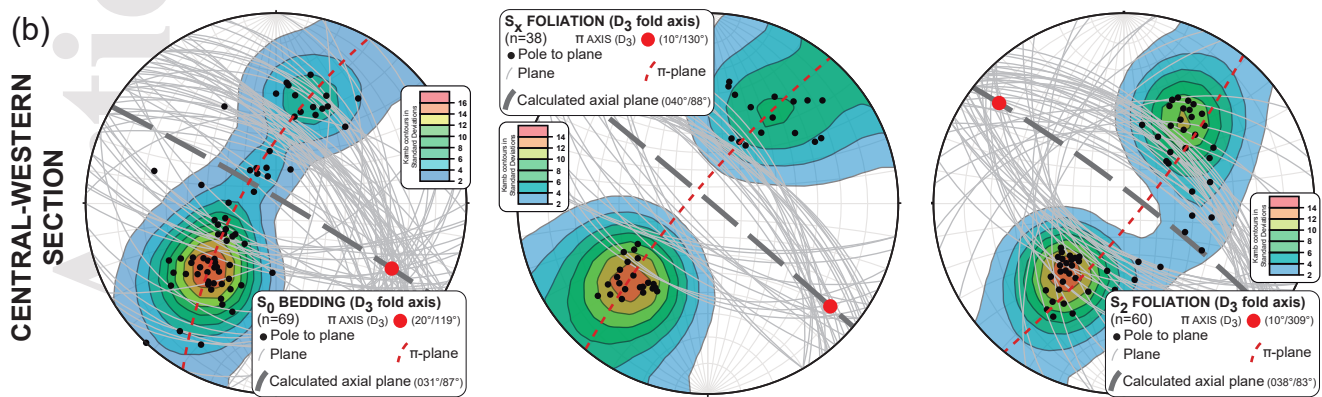 (b)
CENTRAL-WESTERN
SECTION
16
14
12
10
8
6
4
2
Kamb contours in
Standard Deviations
S0 BEDDING (D3 fold axis)
(n=69) π AXIS (D3) (20°/119°)
Pole to plane
Plane
π-plane
Calculated axial plane (031°/87°)
Sx FOLIATION (D3 fold axis)
(n=38) π AXIS (D3) (10°/130°)
Pole to plane
Plane
π-plane
Calculated axial plane (040°/88°)
14
12
10
8
6
4
2
Kamb contours in
Standard Deviations
14
12
10
8
6
4
2
Kamb contours in
Standard Deviations
S2 FOLIATION (D3 fold axis)
(n=60) π AXIS (D3) (10°/309°)
Pole to plane
Plane
π-plane
Calculated axial plane (038°/83°)